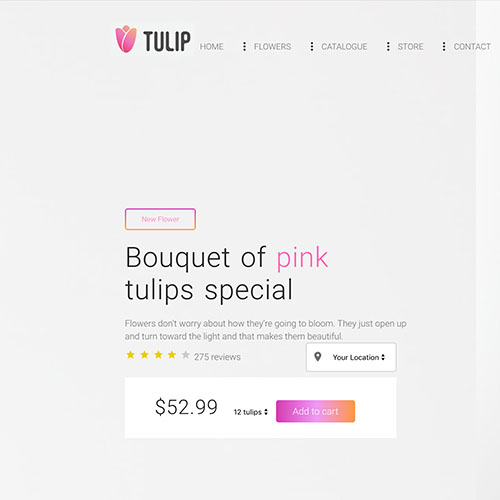 TULIP
HOME FLOWERS CATALOGUE STORE CONTACT
New Flower
Bouquet of pink
tulips special
Flowers don't worry about how they're going to bloom. They just open up
and turn toward the light and that makes them beautiful.
275 reviews
Your Location
$52.99 12 tulips Add to cart